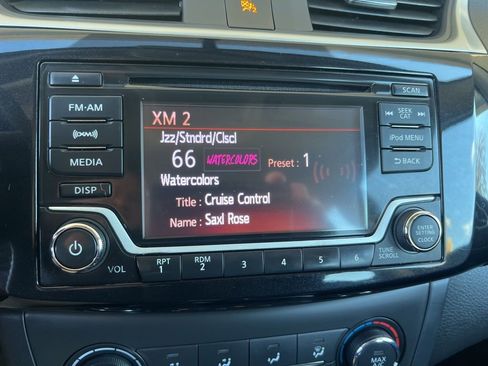 SCAN
FM•AM
SEEK
CAT
XM
iPod MENU
MEDIA
BACK
DISP
XM 2
Jzz/Stndrd/Clscl
66 WATERCOLORS Preset : 1
Watercolors
Title : Cruise Control
Name : Saxl Rose
VOL
RPT
1
RDM
2
3
4
5
6
TUNE
SCROLL
ENTER
SETTING
CLOCK
MAX
A/C